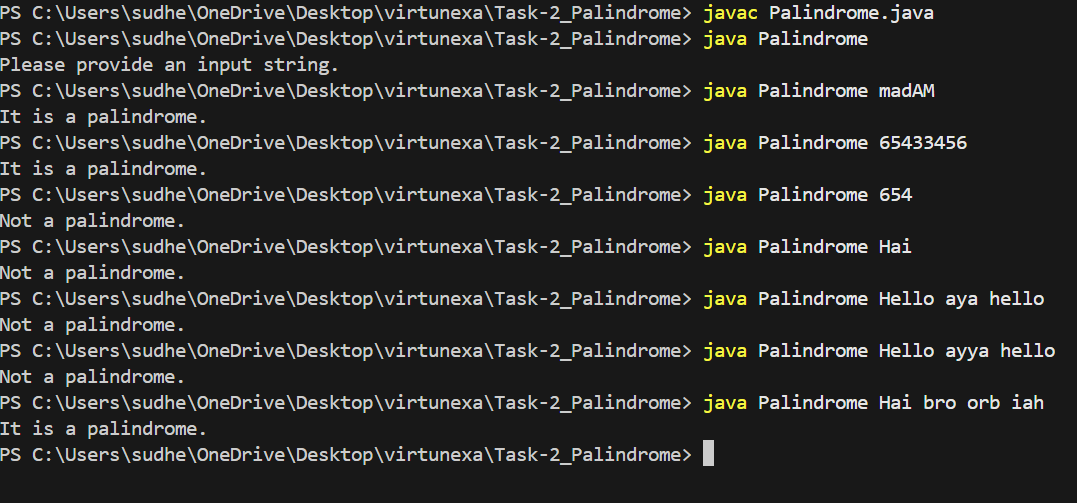 PS C:\Users\sudhe\OneDrive\Desktop\virtunexa\Task-2_Palindrome> javac Palindrome.java
PS C:\Users\sudhe\OneDrive\Desktop\virtunexa\Task-2_Palindrome> java Palindrome
Please provide an input string.
PS C:\Users\sudhe\OneDrive\Desktop\virtunexa\Task-2_Palindrome> java Palindrome madAM
It is a palindrome.
PS C:\Users\sudhe\OneDrive\Desktop\virtunexa\Task-2_Palindrome> java Palindrome 65433456
It is a palindrome.
PS C:\Users\sudhe\OneDrive\Desktop\virtunexa\Task-2_Palindrome> java Palindrome 654
Not a palindrome.
PS C:\Users\sudhe\OneDrive\Desktop\virtunexa\Task-2_Palindrome> java Palindrome Hai
Not a palindrome.
PS C:\Users\sudhe\OneDrive\Desktop\virtunexa\Task-2_Palindrome> java Palindrome Hello aya hello
Not a palindrome.
PS C:\Users\sudhe\OneDrive\Desktop\virtunexa\Task-2_Palindrome> java Palindrome Hello ayya hello
Not a palindrome.
PS C:\Users\sudhe\OneDrive\Desktop\virtunexa\Task-2_Palindrome> java Palindrome Hai bro orb iah
It is a palindrome.
PS C:\Users\sudhe\OneDrive\Desktop\virtunexa\Task-2_Palindrome>